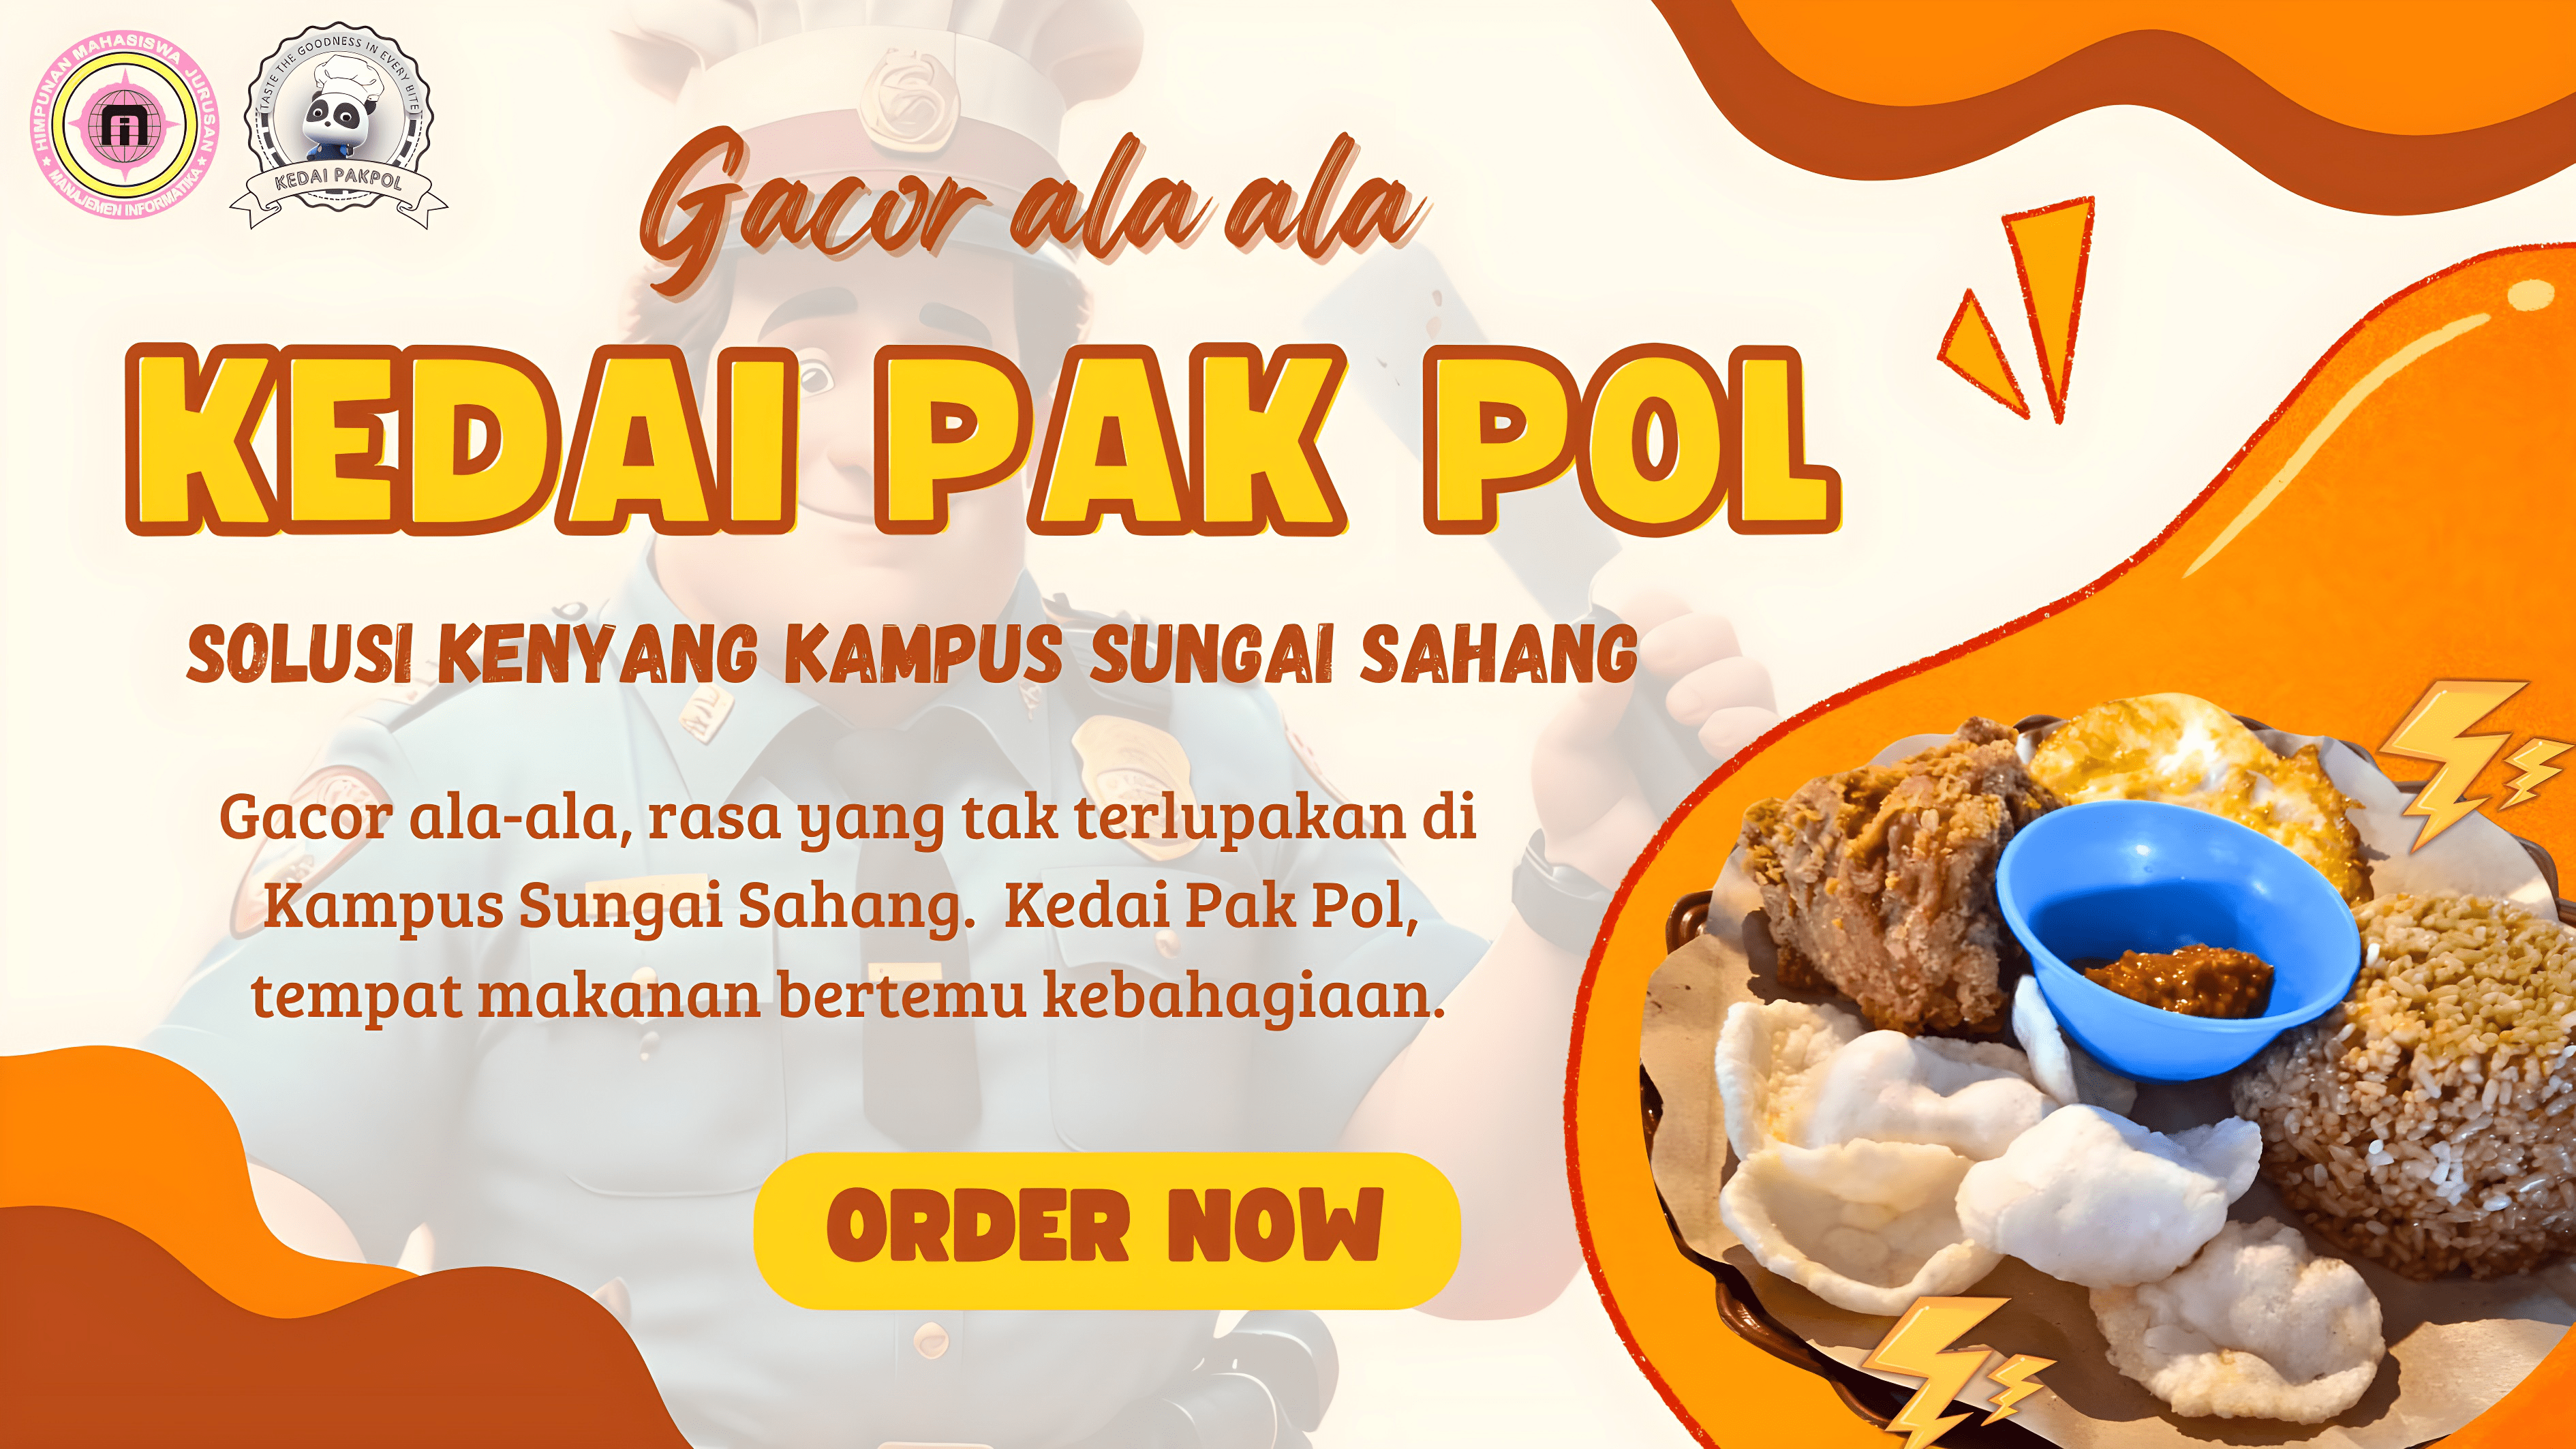 HIMPUNAN MAHASISWA JURUSAN
MANAJEMEN INFORMATIKA
TASTE THE GOODNESS IN EVERY BITE
KEDAI PAKPOL
Gacor ala ala
KEDAI PAK POL
SOLUSI KENYANG KAMPUS SUNGAI SAHANG
Gacor ala-ala, rasa yang tak terlupakan di
Kampus Sungai Sahang. Kedai Pak Pol,
tempat makanan bertemu kebahagiaan.
ORDER NOW